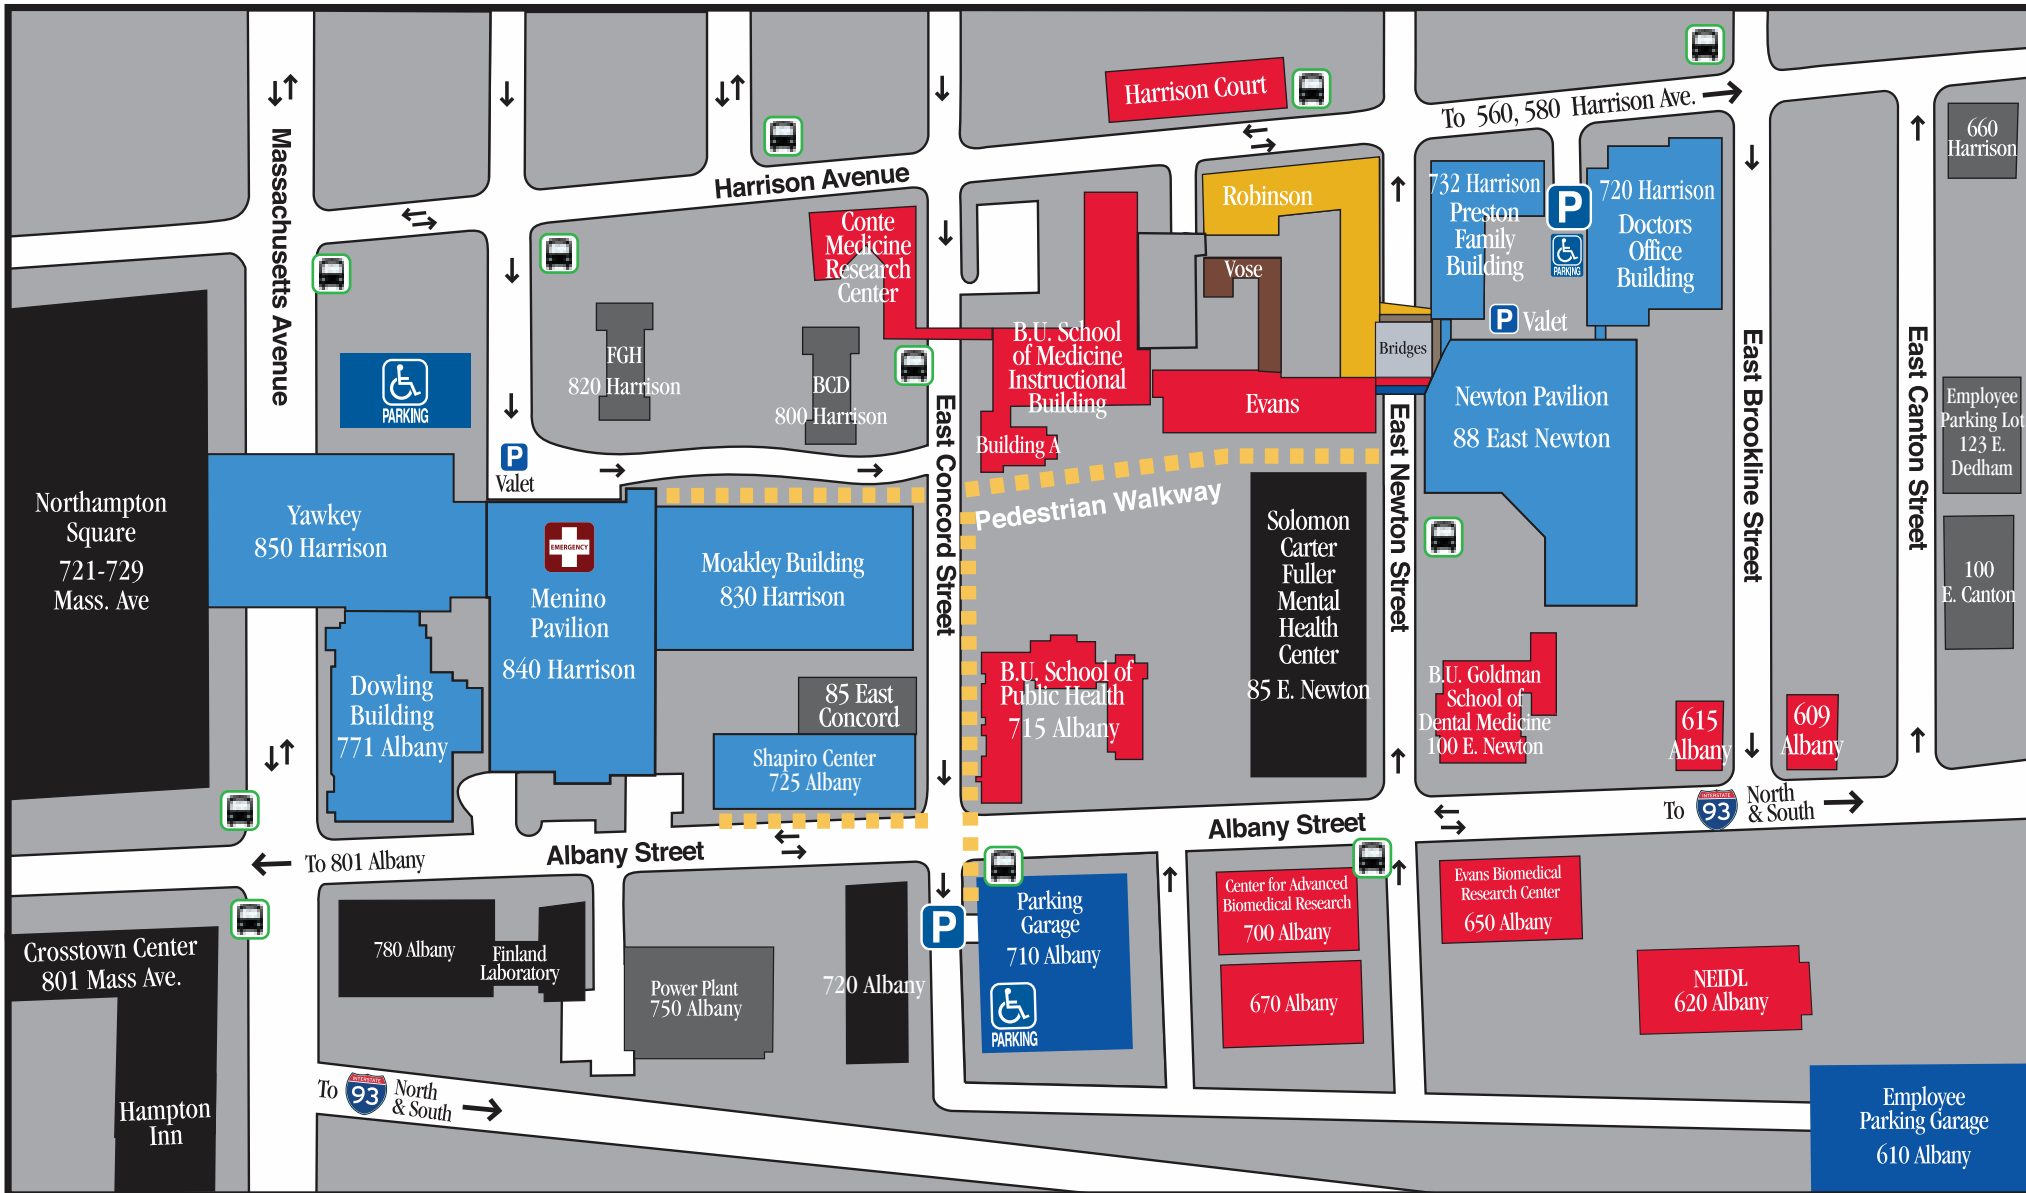 Harrison Court
To 560, 580 Harrison Ave.
660
Harrison
Massachusetts Avenue
Harrison Avenue
Conte
Medicine
Research
Center
Robinson
732 Harrison
Preston
Family
Building
P
PARKING
720 Harrison
Doctors
Office
Building
Vose
P Valet
Bridges
PARKING
FGH
820 Harrison
BCD
800 Harrison
B.U. School
of Medicine
Instructional
Building
Building A
Evans
Newton Pavilion
88 East Newton
East Concord Street
East Newton Street
East Brookline Street
East Canton Street
Employee
Parking Lot
123 E.
Dedham
100
E. Canton
P
Valet
Pedestrian Walkway
Northampton
Square
721-729
Mass. Ave
Yawkey
850 Harrison
EMERGENCY
Menino
Pavilion
840 Harrison
Moakley Building
830 Harrison
Solomon
Carter
Fuller
Mental
Health
Center
85 E. Newton
Dowling
Building
771 Albany
85 East
Concord
Shapiro Center
725 Albany
B.U. School of
Public Health
715 Albany
B.U. Goldman
School of
Dental Medicine
100 E. Newton
615
Albany
609
Albany
To INTERSTATE 93 North
& South
Albany Street
Albany Street
To 801 Albany
Crosstown Center
801 Mass Ave.
Hampton
Inn
780 Albany
Finland
Laboratory
Power Plant
750 Albany
720 Albany
P
Parking
Garage
710 Albany
PARKING
Center for Advanced
Biomedical Research
700 Albany
670 Albany
Evans Biomedical
Research Center
650 Albany
NEIDL
620 Albany
To INTERSTATE 93 North
& South
Employee
Parking Garage
610 Albany